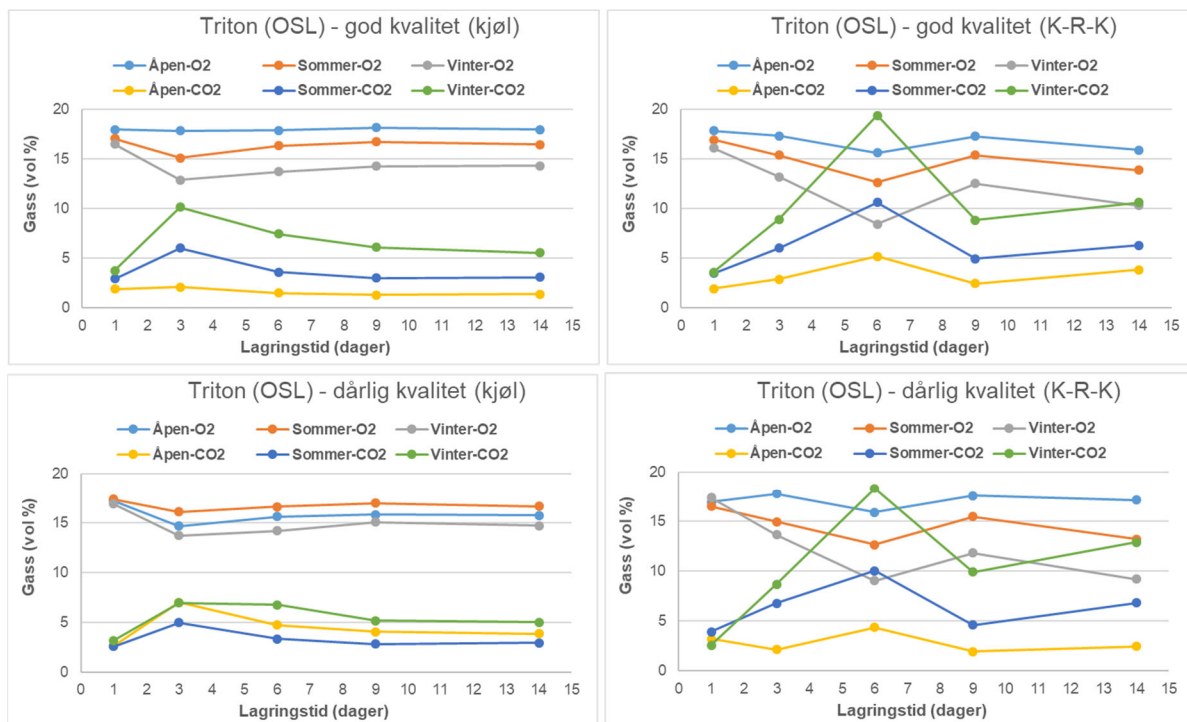 Triton (OSL) - god kvalitet (kjøl)
Åpen-O2 Sommer-O2 Vinter-O2
Åpen-CO2 Sommer-CO2 Vinter-CO2
Gass (vol %)
20
15
10
5
0
0 1 2 3 4 5 6 7 8 9 10 11 12 13 14 15
Lagringstid (dager)
Triton (OSL) - god kvalitet (K-R-K)
Åpen-O2 Sommer-O2 Vinter-O2
Åpen-CO2 Sommer-CO2 Vinter-CO2
Gass (vol %)
20
15
10
5
0
0 1 2 3 4 5 6 7 8 9 10 11 12 13 14 15
Lagringstid (dager)
Triton (OSL) - dårlig kvalitet (kjøl)
Åpen-O2 Sommer-O2 Vinter-O2
Åpen-CO2 Sommer-CO2 Vinter-CO2
Gass (vol %)
20
15
10
5
0
0 1 2 3 4 5 6 7 8 9 10 11 12 13 14 15
Lagringstid (dager)
Triton (OSL) - dårlig kvalitet (K-R-K)
Åpen-O2 Sommer-O2 Vinter-O2
Åpen-CO2 Sommer-CO2 Vinter-CO2
Gass (vol %)
20
15
10
5
0
0 1 2 3 4 5 6 7 8 9 10 11 12 13 14 15
Lagringstid (dager)